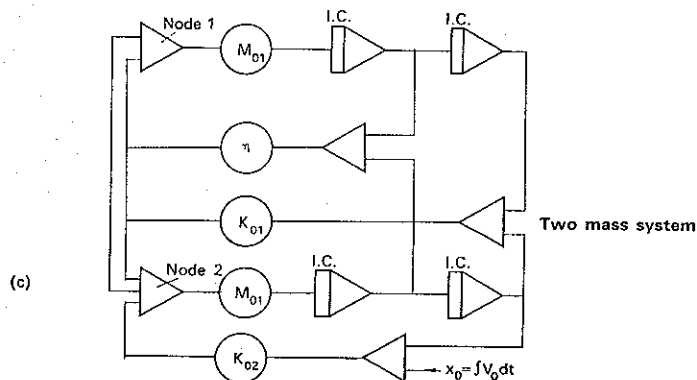 Node 1
M01
I.C.
I.C.
η
K01
Two mass system
(c)
Node 2
M01
I.C.
I.C.
K02
x0=∫V0dt